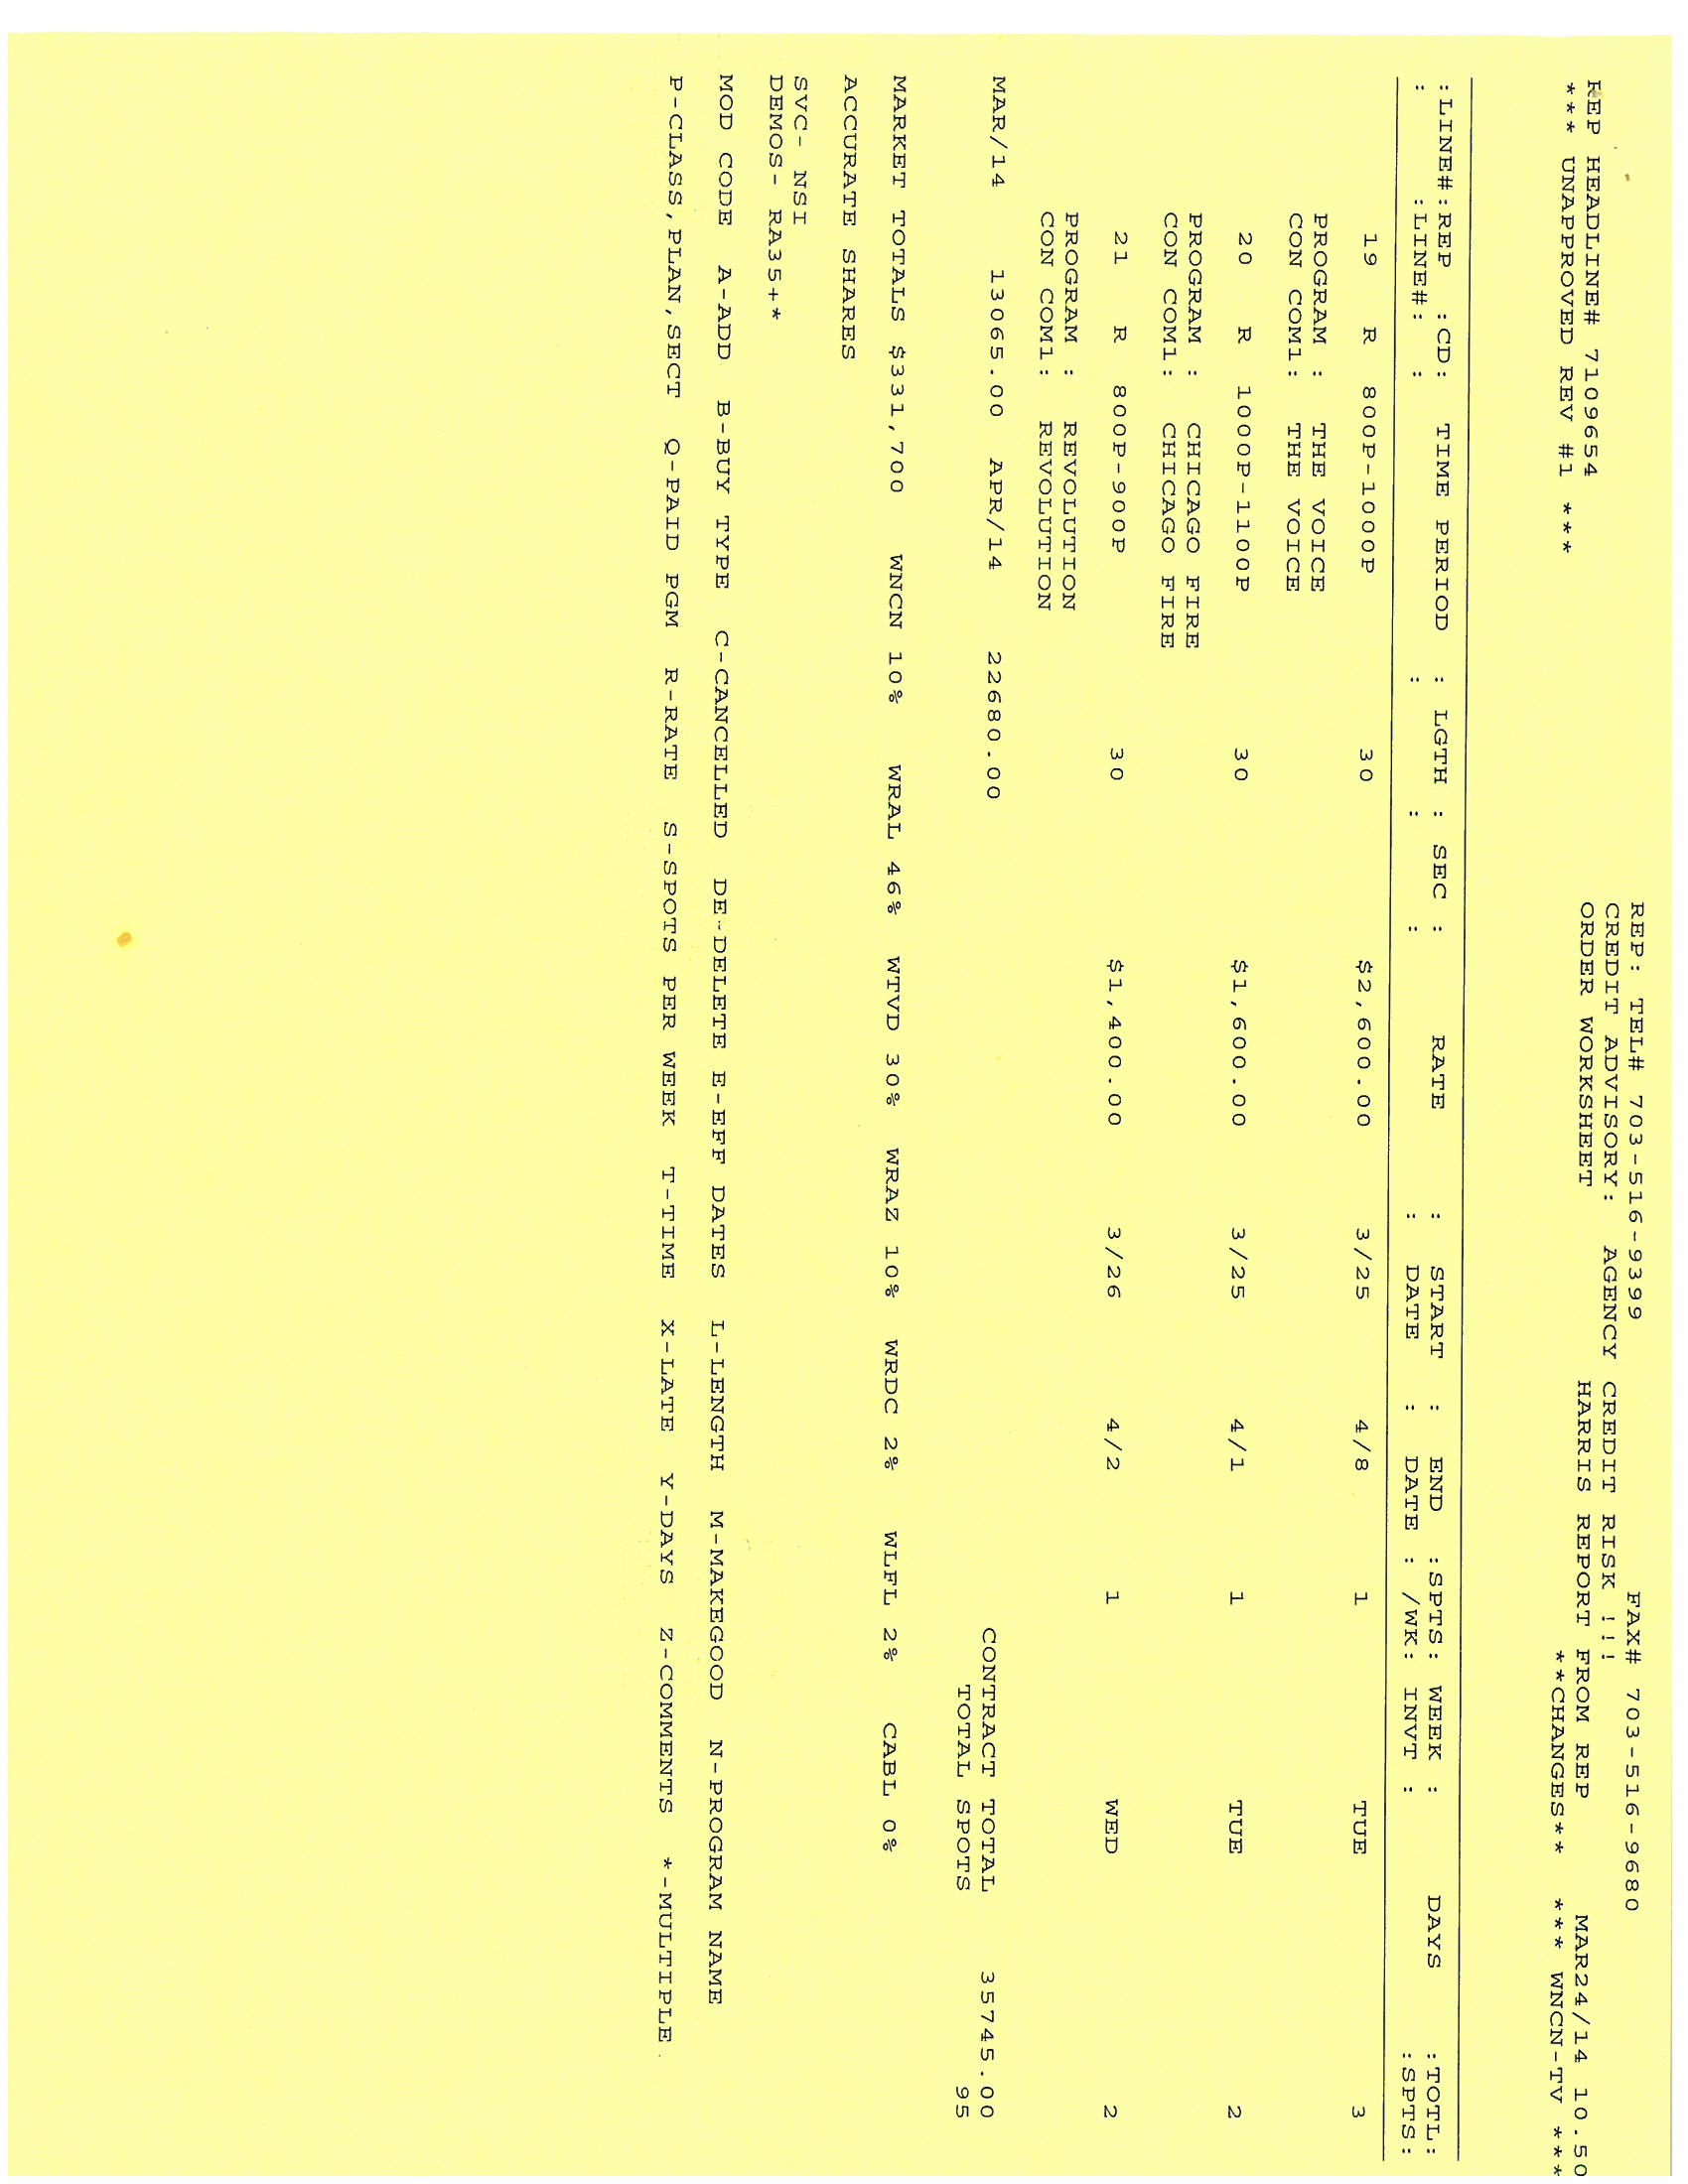 REP: TEL# 703-516-9399 FAX# 703-516-9680
REP HEADLINE# 7109654 CREDIT ADVISORY: AGENCY CREDIT RISK !!!
*** UNAPPROVED REV #1 *** ORDER WORKSHEET HARRIS REPORT FROM REP MAR24/14 10.50
**CHANGES** *** WNCN-TV ***
:LINE#:REP :CD: TIME PERIOD : LGTH : SEC : RATE : START : END :SPTS: WEEK : DAYS :TOTL:
: :LINE#: : : : : : DATE : DATE : /WK: INVT : :SPTS:
19 R 800P-1000P 30 $2,600.00 3/25 4/8 1 TUE 3
PROGRAM : THE VOICE
CON COM1: THE VOICE
20 R 1000P-1100P 30 $1,600.00 3/25 4/1 1 TUE 2
PROGRAM : CHICAGO FIRE
CON COM1: CHICAGO FIRE
21 R 800P-900P 30 $1,400.00 3/26 4/2 1 WED 2
PROGRAM : REVOLUTION
CON COM1: REVOLUTION
MAR/14 13065.00 APR/14 22680.00 CONTRACT TOTAL 35745.00
TOTAL SPOTS 95
MARKET TOTALS $331,700 WNCN 10% WRAL 46% WTVD 30% WRAZ 10% WRDC 2% WLFL 2% CABL 0%
ACCURATE SHARES
SVC- NSI
DEMOS- RA35+*
MOD CODE A-ADD B-BUY TYPE C-CANCELLED DE-DELETE E-EFF DATES L-LENGTH M-MAKEGOOD N-PROGRAM NAME
P-CLASS,PLAN,SECT Q-PAID PGM R-RATE S-SPOTS PER WEEK T-TIME X-LATE Y-DAYS Z-COMMENTS *-MULTIPLE